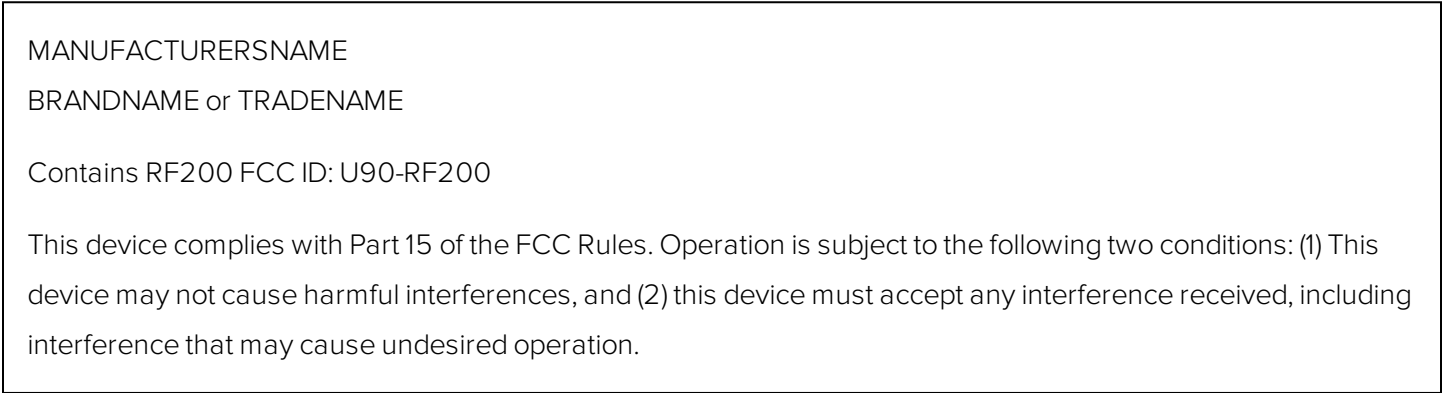 MANUFACTURERSNAME
BRANDNAME or TRADENAME
Contains RF200 FCC ID: U90-RF200
This device complies with Part 15 of the FCC Rules. Operation is subject to the following two conditions: (1) This
device may not cause harmful interferences, and (2) this device must accept any interference received, including
interference that may cause undesired operation.